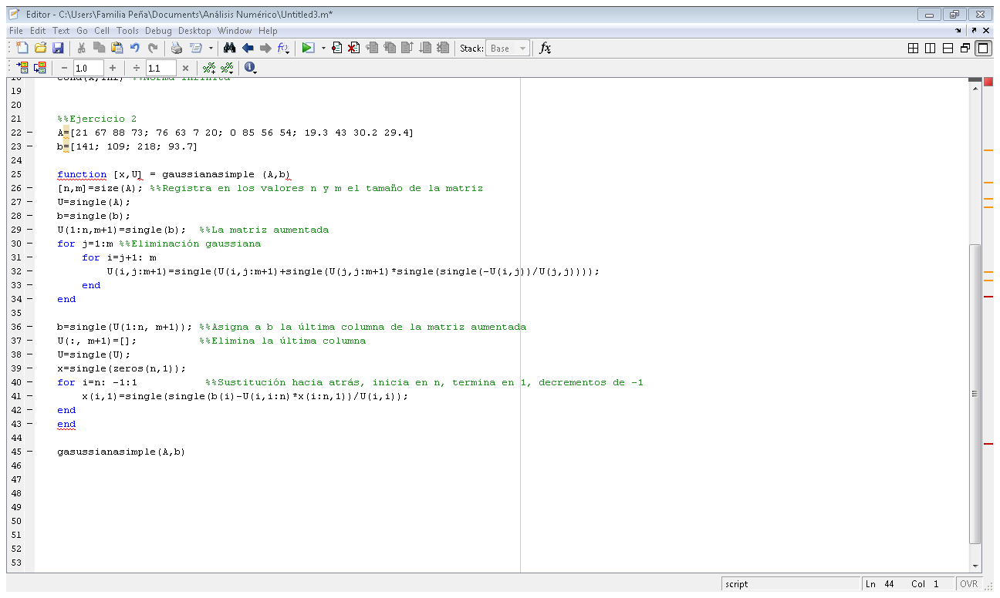 Editor - C:\Users\Familia Peña\Documents\Análisis Numérico\Untitled3.m*
File Edit Text Go Cell Tools Debug Desktop Window Help
Stack: Base fx
1.0 + ÷ 1.1 ×
18 cond(x,inf) %%Norma infinita
19
20
21 %%Ejercicio 2
22 — A=[21 67 88 73; 76 63 7 20; 0 85 56 54; 19.3 43 30.2 29.4]
23 — b=[141; 109; 218; 93.7]
24
25 function [x,U] = gaussianasimple (A,b)
26 — [n,m]=size(A); %%Registra en los valores n y m el tamaño de la matriz
27 — U=single(A);
28 — b=single(b);
29 — U(1:n,m+1)=single(b); %%La matriz aumentada
30 — for j=1:m %%Eliminación gaussiana
31 — for i=j+1: m
32 — U(i,j:m+1)=single(U(i,j:m+1)+single(U(j,j:m+1)*single(single(-U(i,j))/U(j,j))));
33 — end
34 — end
35
36 — b=single(U(1:n, m+1)); %%Asigna a b la última columna de la matriz aumentada
37 — U(:, m+1)=[]; %%Elimina la última columna
38 — U=single(U);
39 — x=single(zeros(n,1));
40 — for i=n: -1:1 %%Sustitución hacia atrás, inicia en n, termina en 1, decrementos de -1
41 — x(i,1)=single(single(b(i)-U(i,i:n)*x(i:n,1))/U(i,i));
42 — end
43 — end
44
45 — gasussianasimple(A,b)
46
47
48
49
50
51
52
53
script Ln 44 Col 1 OVR